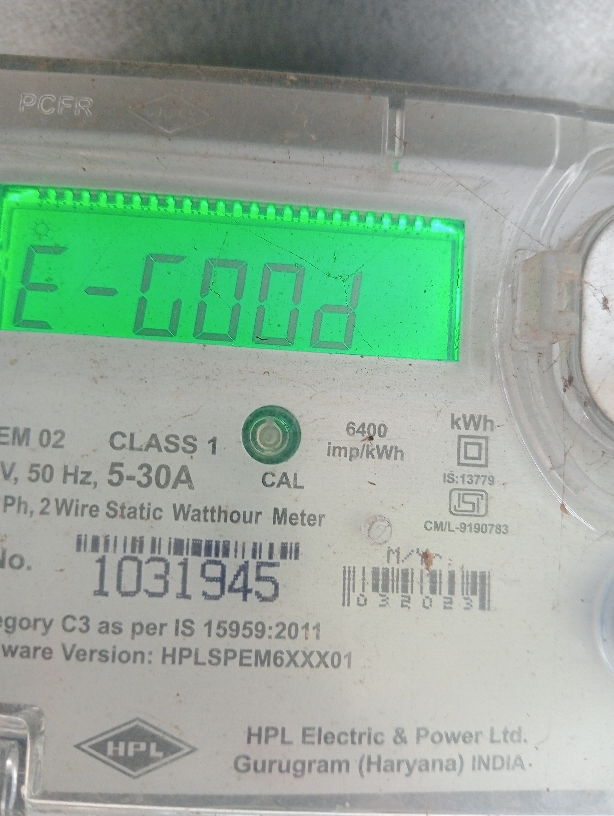 PCFR
E-G00d
EM 02 CLASS 1
6400 imp/kWh
kWh
V, 50 Hz, 5-30A
CAL
IS:13779
Ph, 2 Wire Static Watthour Meter
CM/L-9190783
No. 1031945
M/Y
032023
egory C3 as per IS 15959:2011
ware Version: HPLSPEM6XXX01
HPL
HPL Electric & Power Ltd.
Gurugram (Haryana) INDIA